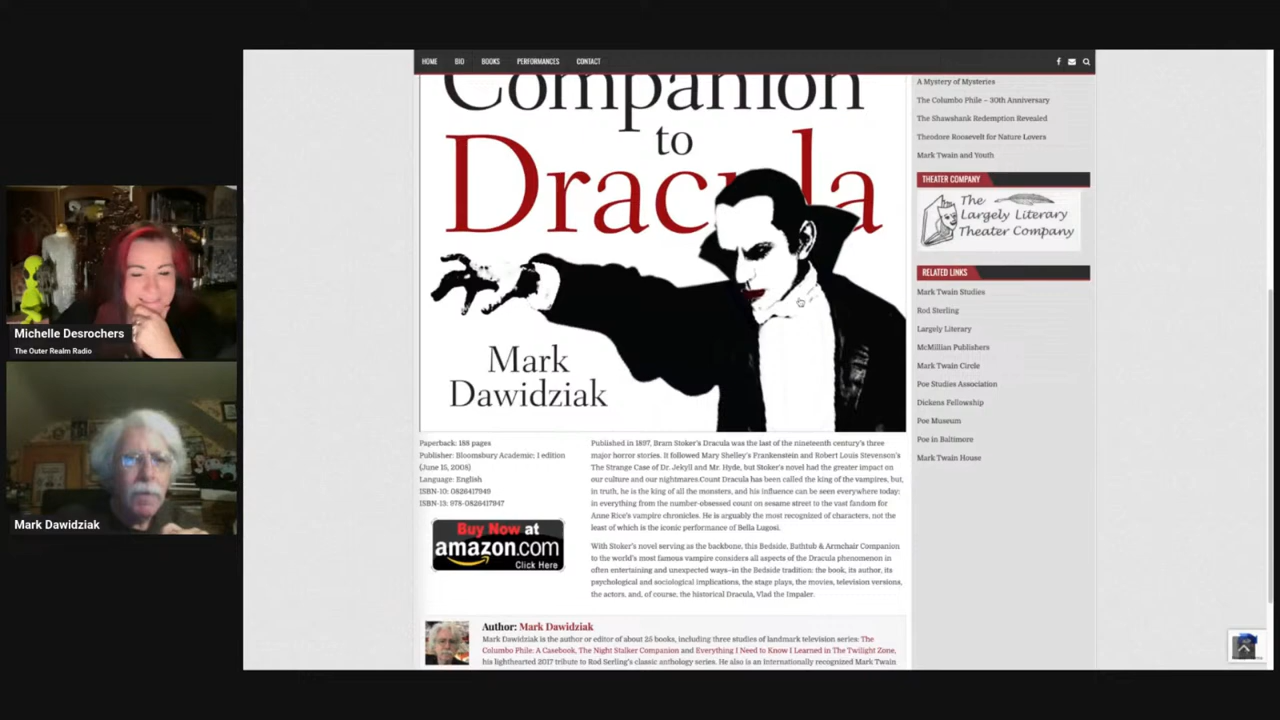 HOME BIO BOOKS PERFORMANCES CONTACT
Companion
to
Dracula
Mark
Dawidziak
Paperback: 188 pages
Publisher: Bloomsbury Academic; 1 edition
(June 15, 2008)
Language: English
ISBN-10: 0826417949
ISBN-13: 978-0826417947
Buy Now at
amazon.com
Click Here
Published in 1897, Bram Stoker's Dracula was the last of the nineteenth century's three
major horror stories. It followed Mary Shelley's Frankenstein and Robert Louis Stevenson's
The Strange Case of Dr. Jekyll and Mr. Hyde, but Stoker's novel had the greater impact on
our culture and our nightmares.Count Dracula has been called the king of the vampires, but,
in truth, he is the king of all the monsters, and his influence can be seen everywhere today:
in everything from the number-obsessed count on sesame street to the vast fandom for
Anne Rice's vampire chronicles. He is arguably the most recognized of characters, not the
least of which is the iconic performance of Bella Lugosi.
With Stoker's novel serving as the backbone, this Bedside, Bathtub & Armchair Companion
to the world's most famous vampire considers all aspects of the Dracula phenomenon in
often entertaining and unexpected ways–in the Bedside tradition: the book, its author, its
psychological and sociological implications, the stage plays, the movies, television versions,
the actors, and, of course, the historical Dracula, Vlad the Impaler.
Author: Mark Dawidziak
Mark Dawidziak is the author or editor of about 25 books, including three studies of landmark television series: The
Columbo Phile: A Casebook, The Night Stalker Companion and Everything I Need to Know I Learned in The Twilight Zone,
his lighthearted 2017 tribute to Rod Serling's classic anthology series. He also is an Internationally recognized Mark Twain
A Mystery of Mysteries
The Columbo Phile – 30th Anniversary
The Shawshank Redemption Revealed
Theodore Roosevelt for Nature Lovers
Mark Twain and Youth
THEATER COMPANY
The
Largely Literary
Theater Company
RELATED LINKS
Mark Twain Studies
Rod Sterling
Largely Literary
McMillian Publishers
Mark Twain Circle
Poe Studies Association
Dickens Fellowship
Poe Museum
Poe in Baltimore
Mark Twain House
Michelle Desrochers
The Outer Realm Radio
Mark Dawidziak